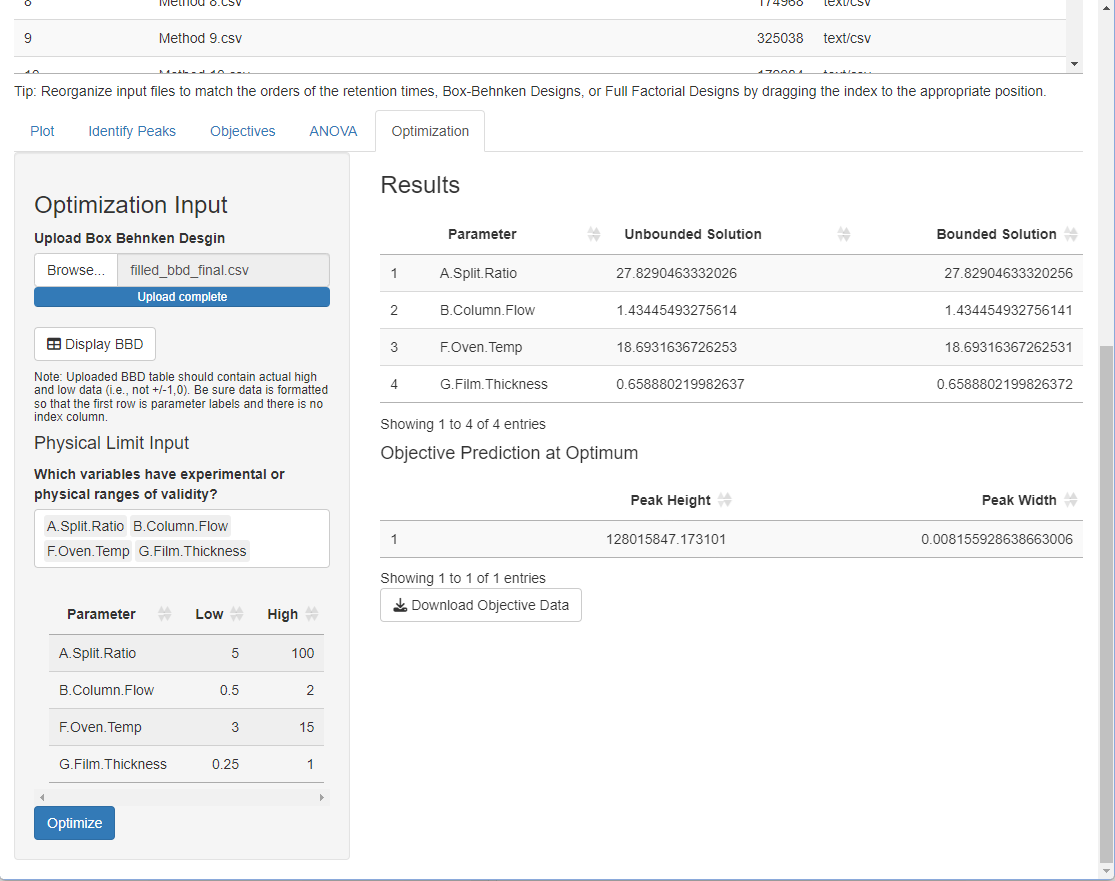 8 Method 8.csv 174968 text/csv
9 Method 9.csv 325038 text/csv
10 Method 10.csv text/csv
Tip: Reorganize input files to match the orders of the retention times, Box-Behnken Designs, or Full Factorial Designs by dragging the index to the appropriate position.
Plot Identify Peaks Objectives ANOVA Optimization
Optimization Input
Upload Box Behnken Desgin
Browse... filled_bbd_final.csv
Upload complete
Display BBD
Note: Uploaded BBD table should contain actual high
and low data (i.e., not +/-1,0). Be sure data is formatted
so that the first row is parameter labels and there is no
index column.
Physical Limit Input
Which variables have experimental or
physical ranges of validity?
A.Split.Ratio B.Column.Flow
F.Oven.Temp G.Film.Thickness
Parameter Low High
A.Split.Ratio 5 100
B.Column.Flow 0.5 2
F.Oven.Temp 3 15
G.Film.Thickness 0.25 1
Optimize
Results
Parameter Unbounded Solution Bounded Solution
1 A.Split.Ratio 27.8290463332026 27.82904633320256
2 B.Column.Flow 1.43445493275614 1.434454932756141
3 F.Oven.Temp 18.6931636726253 18.69316367262531
4 G.Film.Thickness 0.658880219982637 0.6588802199826372
Showing 1 to 4 of 4 entries
Objective Prediction at Optimum
Peak Height Peak Width
1 128015847.173101 0.008155928638663006
Showing 1 to 1 of 1 entries
Download Objective Data